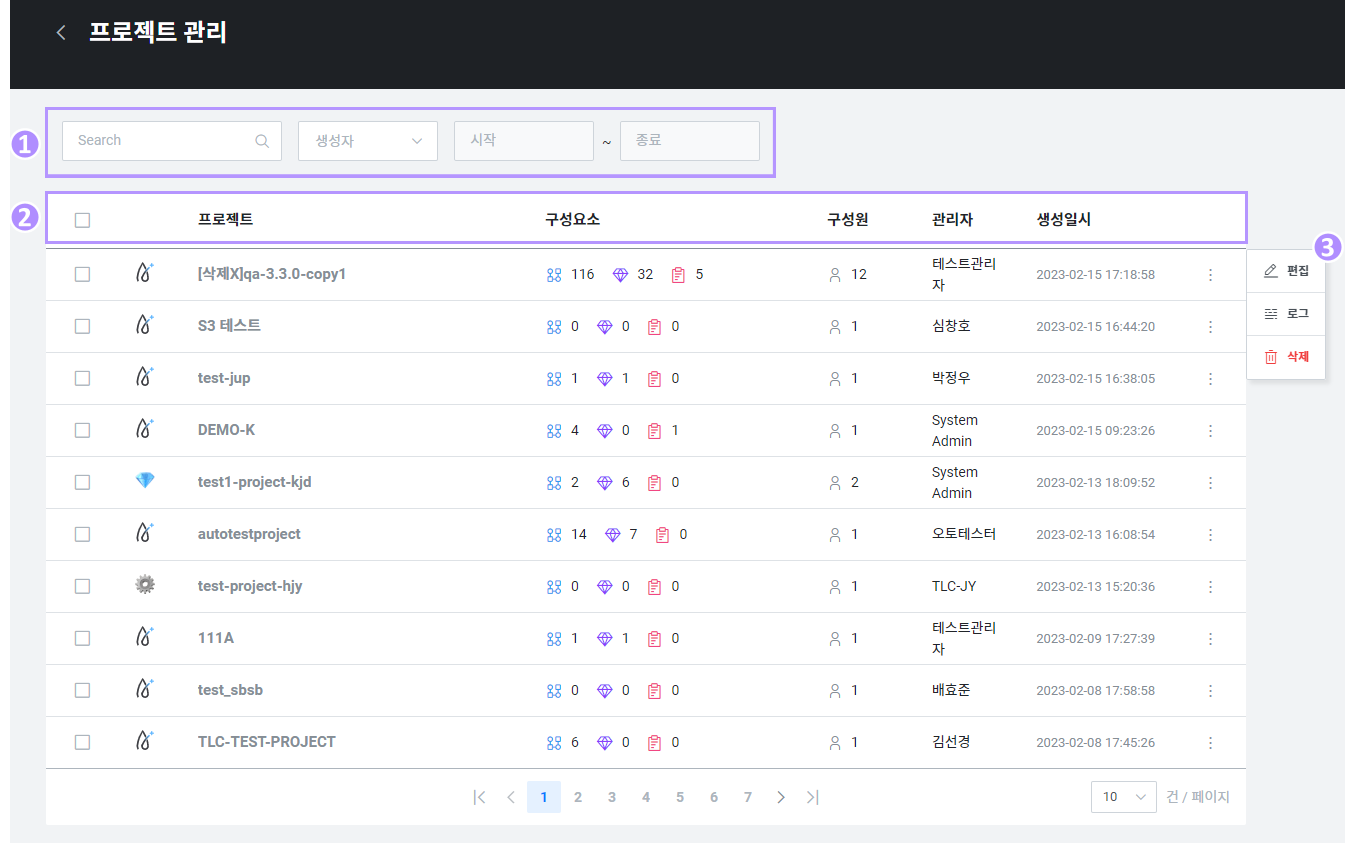 프로젝트 관리
1
Search 생성자 시작 ~ 종료
2
프로젝트 구성요소 구성원 관리자 생성일시
3
[삭제X]qa-3.3.0-copy1 116 32 5 12 테스트관리
자 2023-02-15 17:18:58
편집
로그
삭제
S3 테스트 0 0 0 1 심창호 2023-02-15 16:44:20
test-jup 1 1 0 1 박정우 2023-02-15 16:38:05
DEMO-K 4 0 1 1 System
Admin 2023-02-15 09:23:26
test1-project-kjd 2 6 0 2 System
Admin 2023-02-13 18:09:52
autotestproject 14 7 0 1 오토테스터 2023-02-13 16:08:54
test-project-hjy 0 0 0 1 TLC-JY 2023-02-13 15:20:36
111A 1 1 0 1 테스트관리
자 2023-02-09 17:27:39
test_sbsb 0 0 0 1 배효준 2023-02-08 17:58:58
TLC-TEST-PROJECT 6 0 0 1 김선경 2023-02-08 17:45:26
1 2 3 4 5 6 7 10 건 / 페이지